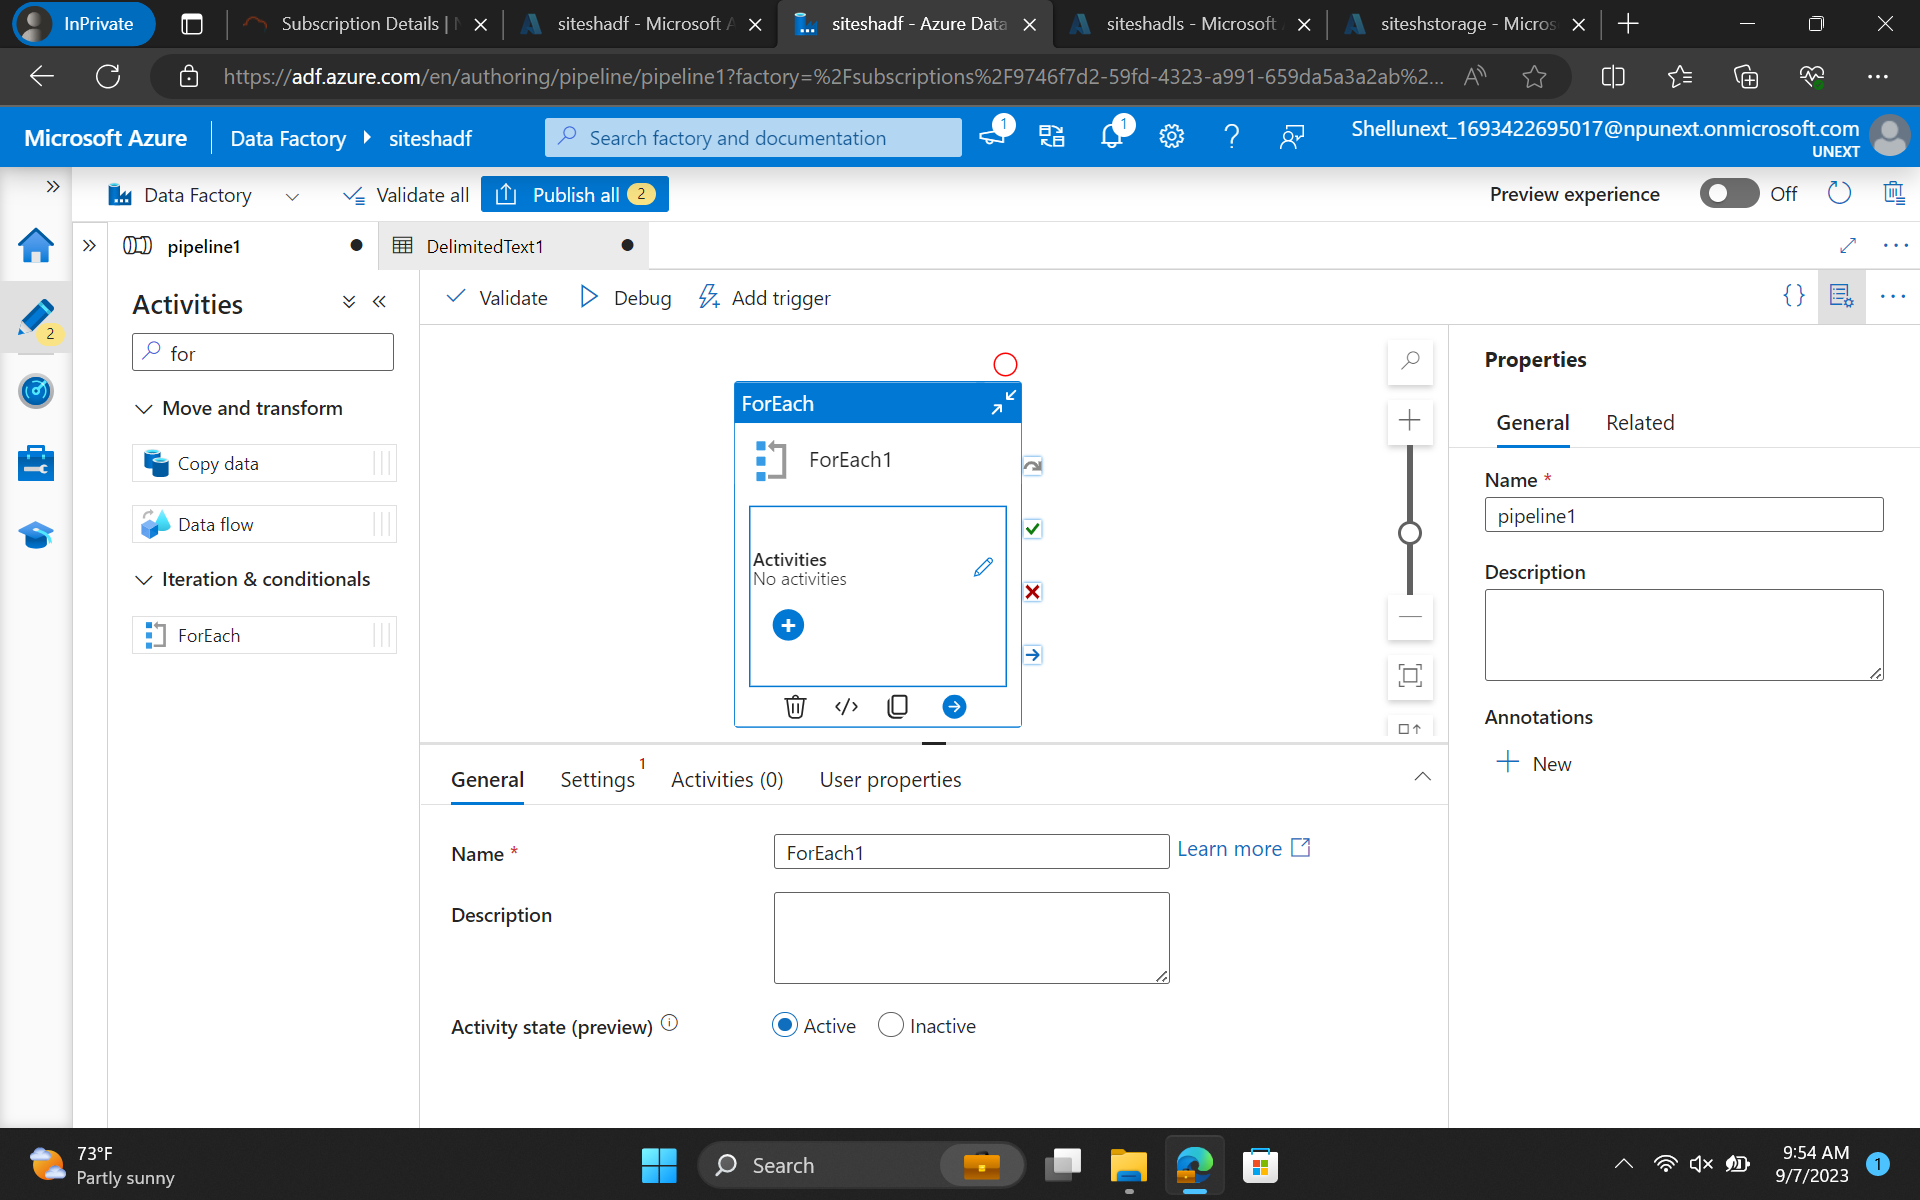 InPrivate
Subscription Details |
siteshadf - Microsoft
siteshadf - Azure Data
siteshadls - Microsoft
siteshstorage - Micros
https://adf.azure.com/en/authoring/pipeline/pipeline1?factory=%2Fsubscriptions%2F9746f7d2-59fd-4323-a991-659da5a3a2ab%2...
Microsoft Azure
Data Factory
siteshadf
Search factory and documentation
1
1
Shellunext_1693422695017@npunext.onmicrosoft.com
UNEXT
Data Factory
Validate all
Publish all 2
Preview experience
Off
pipeline1
DelimitedText1
2
Activities
for
Move and transform
Copy data
Data flow
Iteration & conditionals
ForEach
Validate
Debug
Add trigger
ForEach
ForEach1
Activities
No activities
General
Settings 1
Activities (0)
User properties
Name *
ForEach1
Learn more
Description
Activity state (preview)
Active
Inactive
Properties
General
Related
Name *
pipeline1
Description
Annotations
New
73°F
Partly sunny
Search
9:54 AM
9/7/2023
1